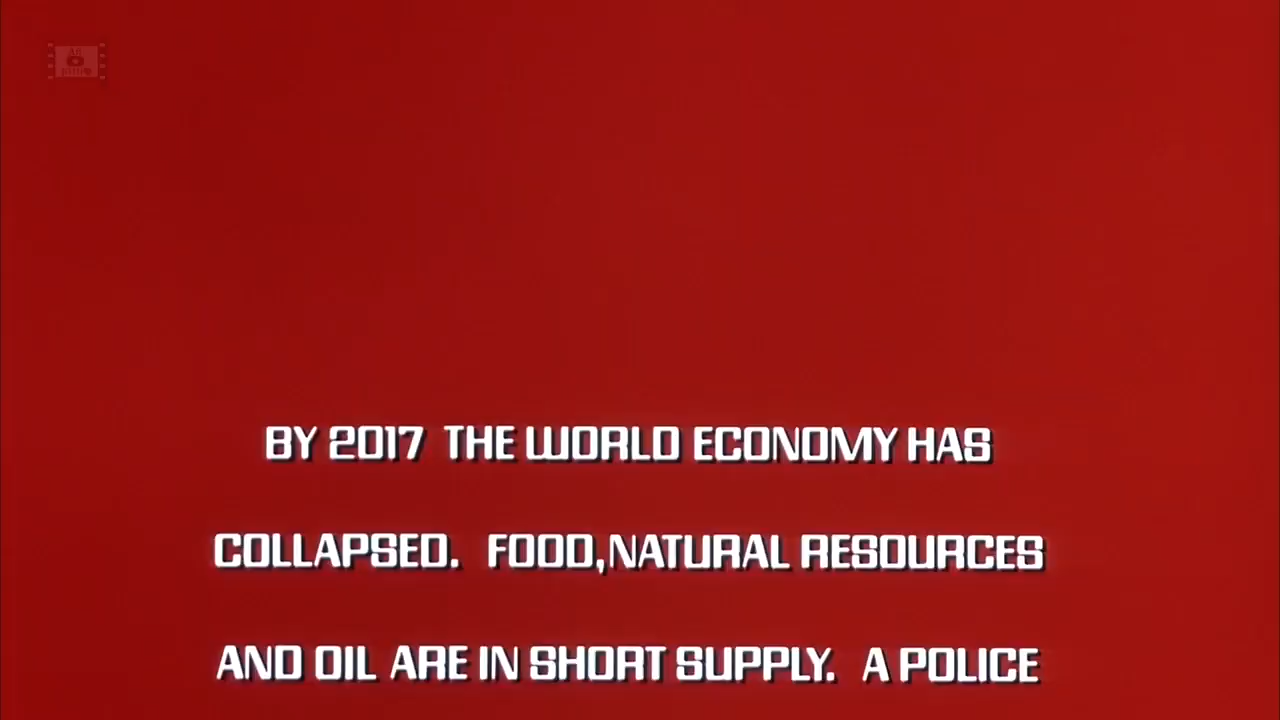 BY 2017 THE WORLD ECONOMY HAS
COLLAPSED. FOOD,NATURAL RESOURCES
AND OIL ARE IN SHORT SUPPLY. A POLICE